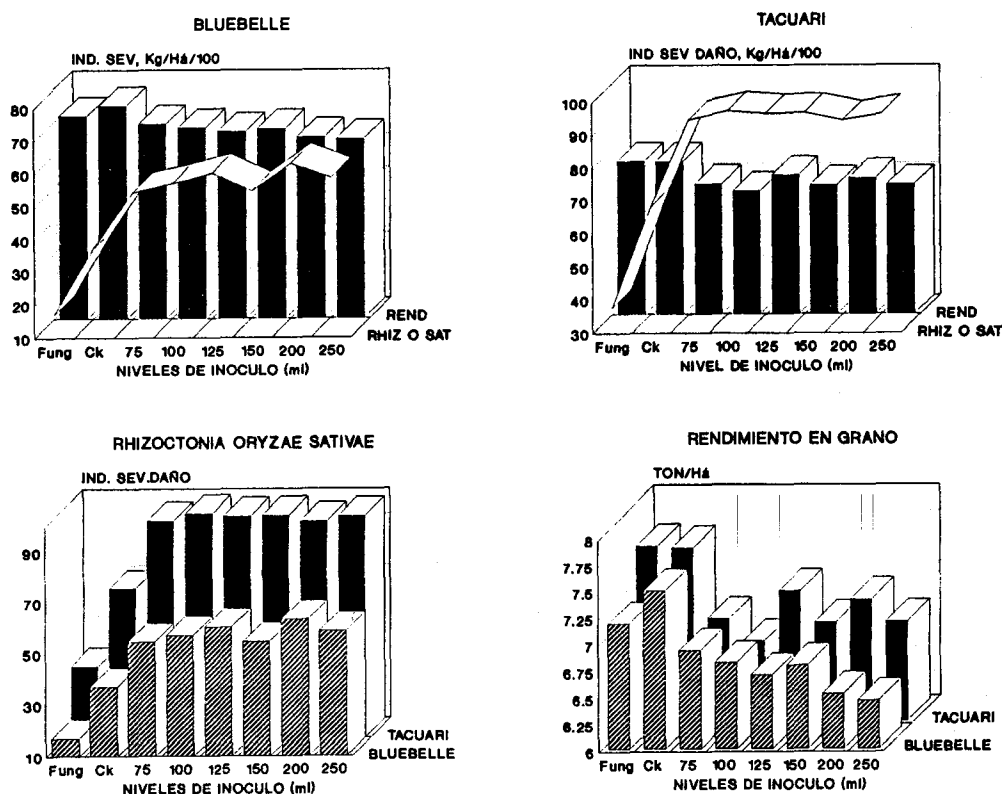 BLUEBELLE
IND. SEV, Kg/Há/100
80
70
60
50
40
30
20
10
Fung Ck 75 100 125 150 200 250
NIVELES DE INOCULO (ml)
REND
RHIZ O SAT
TACUARI
IND SEV DAÑO, Kg/Há/100
100
90
80
70
60
50
40
30
Fung Ck 75 100 125 150 200 250
NIVEL DE INOCULO (ml)
REND
RHIZ O SAT
RHIZOCTONIA ORYZAE SATIVAE
IND. SEV.DAÑO
90
70
50
30
10
Fung Ck 75 100 125 150 200 250
NIVELES DE INOCULO (ml)
TACUARI
BLUEBELLE
RENDIMIENTO EN GRANO
TON/Há
8
7.75
7.5
7.25
7
6.75
6.5
6.25
6
Fung Ck 75 100 125 150 200 250
NIVELES DE INOCULO (ml)
TACUARI
BLUEBELLE